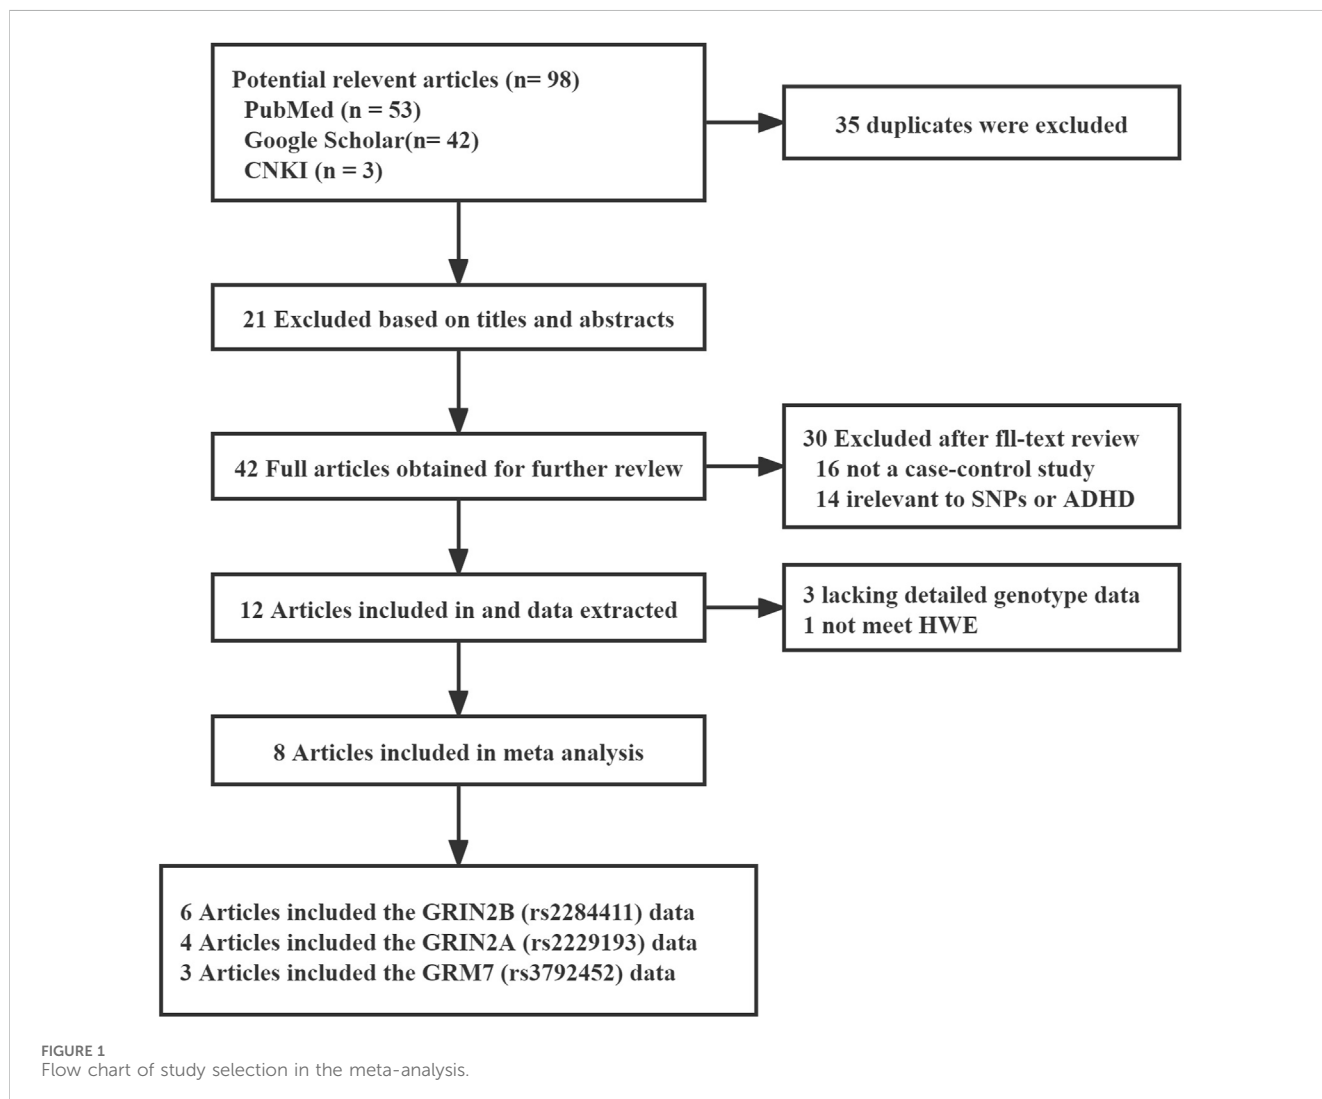 Potential relevent articles (n= 98)
PubMed (n = 53)
Google Scholar(n= 42)
CNKI (n = 3)
35 duplicates were excluded
21 Excluded based on titles and abstracts
42 Full articles obtained for further revlew
30 Excluded after fll-text review
16 not a case-control study
14 irelevant to SNPs or ADHD
12 Articles included in and data extracted
3 lacking detailed genotype data
1 not meet HWE
8 Articles included in meta analysis
6 Articles included the GRIN2B (rs2284411) data
4 Articles included the GRIN2A (rs2229193) data
3 Articles included the GRM7 (rs3792452) data
FIGURE 1
Flow chart of study selection in the meta-analysis.